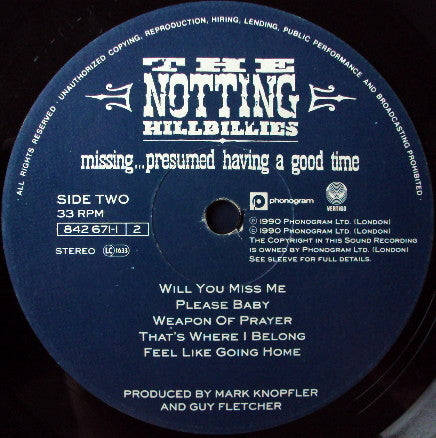 ALL RIGHTS RESERVED · UNAUTHORIZED COPYING, REPRODUCTION, HIRING, LENDING, PUBLIC PERFORMANCE AND BROADCASTING PROHIBITED
THE
NOTTING
HILLBILLIES
missing...presumed having a good time
SIDE TWO
33 RPM
842 671-1 2
STEREO LC 1633
p phonogram
VERTIGO
℗ 1990 PHONOGRAM LTD. (LONDON)
© 1990 PHONOGRAM LTD. (LONDON)
THE COPYRIGHT IN THIS SOUND RECORDING
IS OWNED BY PHONOGRAM LTD. (LONDON)
SEE SLEEVE FOR FULL DETAILS.
WILL YOU MISS ME
PLEASE BABY
WEAPON OF PRAYER
THAT'S WHERE I BELONG
FEEL LIKE GOING HOME
PRODUCED BY MARK KNOPFLER
AND GUY FLETCHER